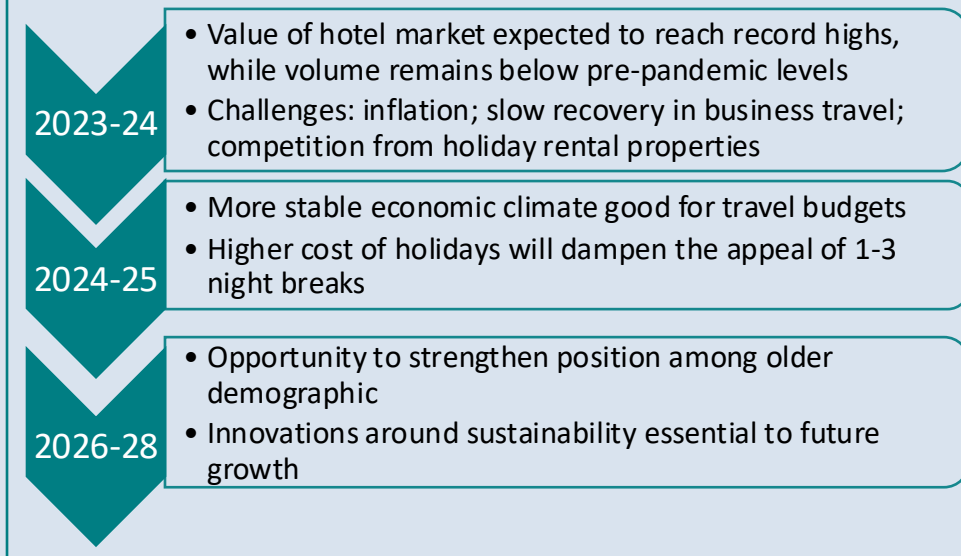 2023-24
• Value of hotel market expected to reach record highs,
while volume remains below pre-pandemic levels
• Challenges: inflation; slow recovery in business travel;
competition from holiday rental properties
2024-25
• More stable economic climate good for travel budgets
• Higher cost of holidays will dampen the appeal of 1-3
night breaks
2026-28
• Opportunity to strengthen position among older
demographic
• Innovations around sustainability essential to future
growth